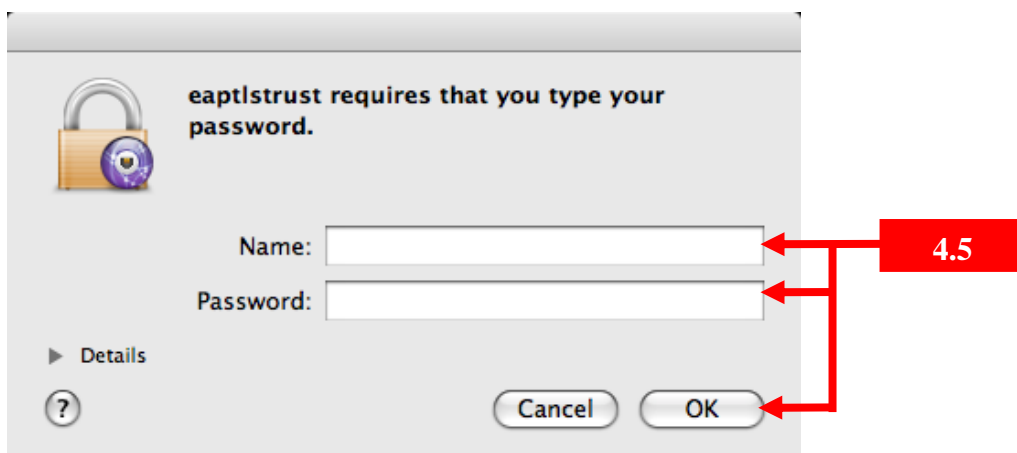 eaptlstrust requires that you type your
password.
Name:
4.5
Password:
Details
?
Cancel
OK